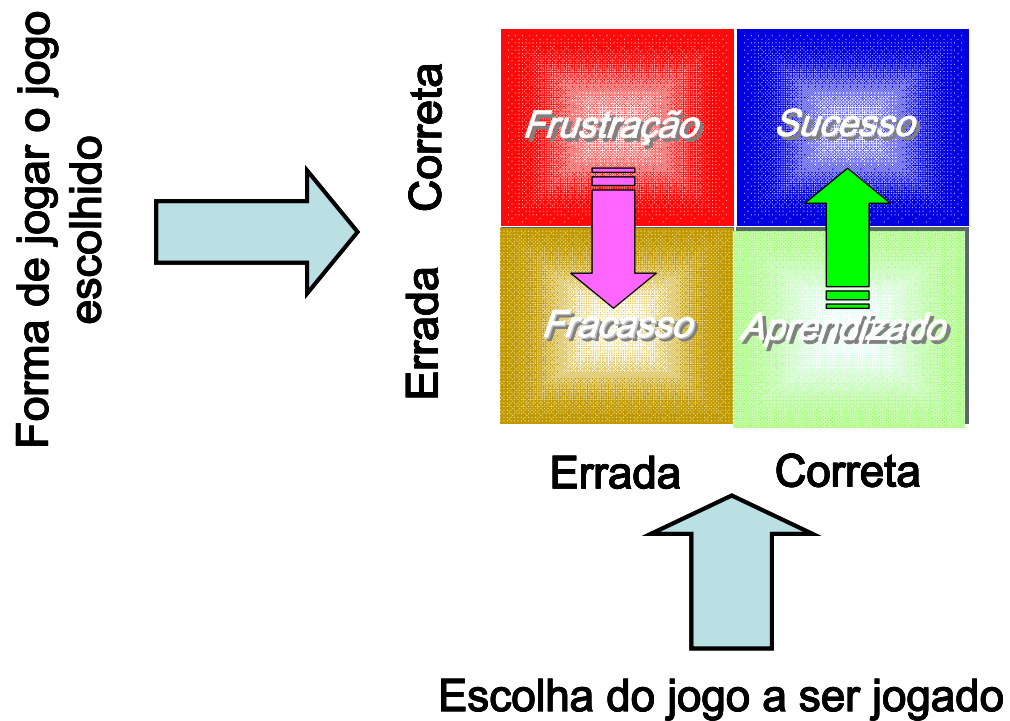 Forma de jogar o jogo
escolhido
Correta
Errada
Frustração
Sucesso
Fracasso
Aprendizado
Errada
Correta
Escolha do jogo a ser jogado